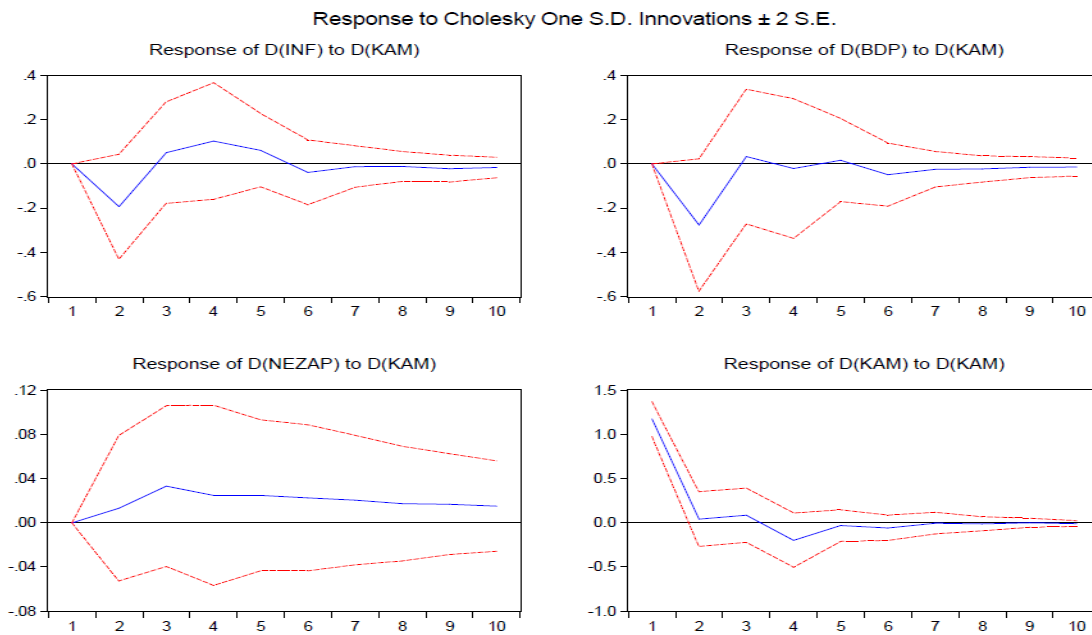 Response to Cholesky One S.D. Innovations ± 2 S.E.
Response of D(INF) to D(KAM)
.4
.2
.0
-.2
-.4
-.6
1 2 3 4 5 6 7 8 9 10
Response of D(BDP) to D(KAM)
.4
.2
.0
-.2
-.4
-.6
1 2 3 4 5 6 7 8 9 10
Response of D(NEZAP) to D(KAM)
.12
.08
.04
.00
-.04
-.08
1 2 3 4 5 6 7 8 9 10
Response of D(KAM) to D(KAM)
1.5
1.0
0.5
0.0
-0.5
-1.0
1 2 3 4 5 6 7 8 9 10